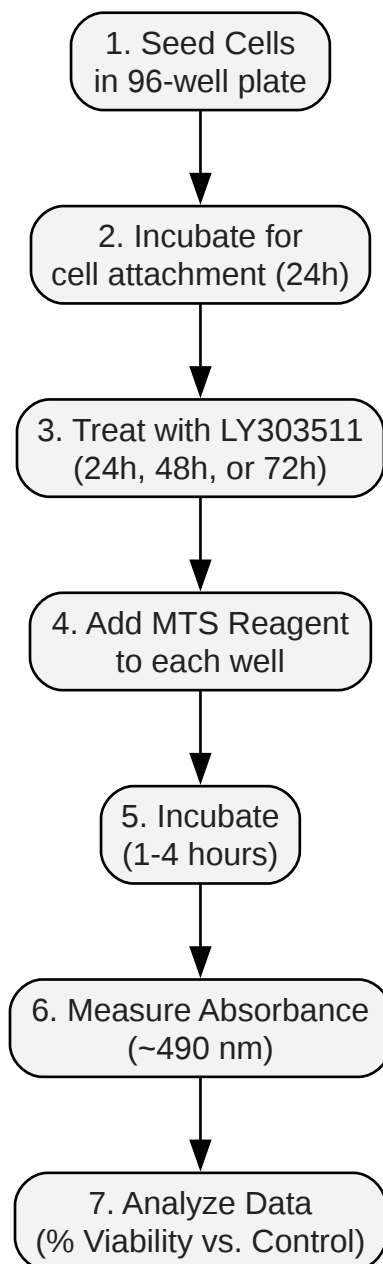 1. Seed Cells
in 96-well plate
2. Incubate for
cell attachment (24h)
3. Treat with LY303511
(24h, 48h, or 72h)
4. Add MTS Reagent
to each well
5. Incubate
(1-4 hours)
6. Measure Absorbance
(~490 nm)
7. Analyze Data
(% Viability vs. Control)